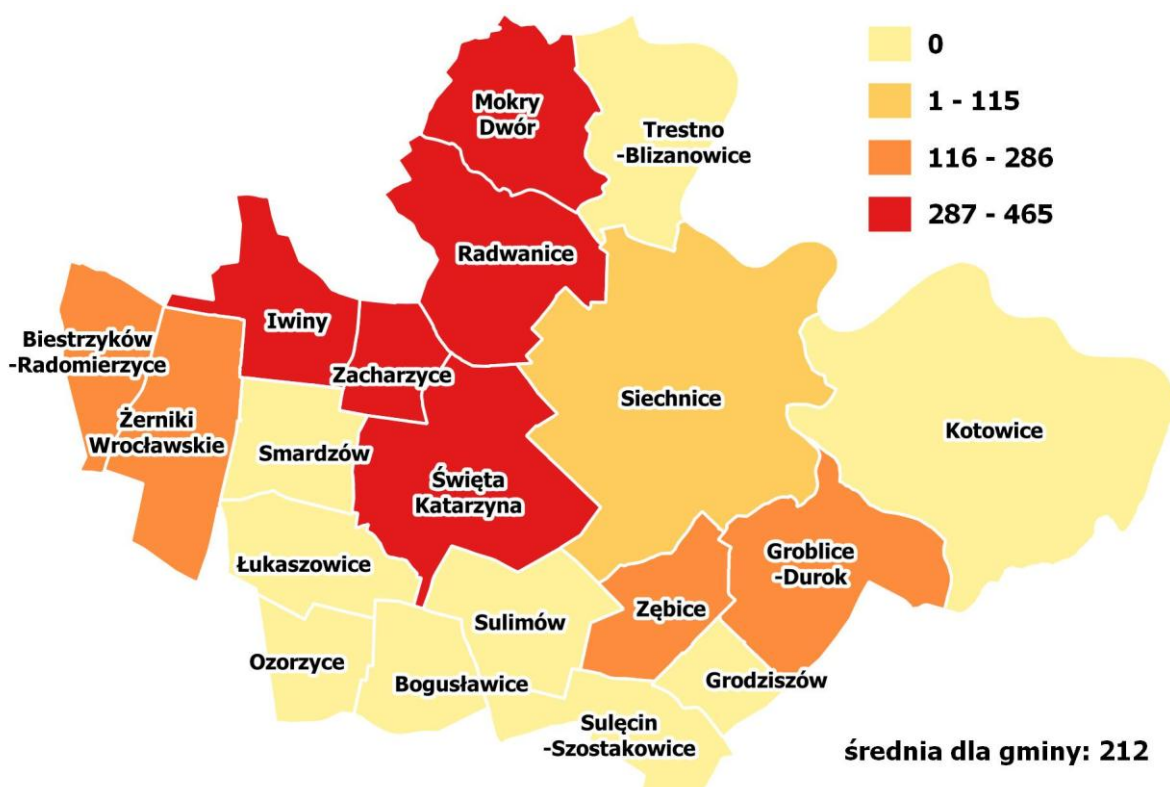 0
1 - 115
116 - 286
287 - 465
Mokry
Dwór
Trestno
-Blizanowice
Radwanice
Iwiny
Biestrzyków
-Radomierzyce
Zacharzyce
Siechnice
Żerniki
Wrocławskie
Kotowice
Smardzów
Święta
Katarzyna
Łukaszowice
Groblice
-Durok
Zębice
Sulimów
Ozorzyce
Bogusławice
Grodziszów
Sulęcin
-Szostakowice
średnia dla gminy: 212